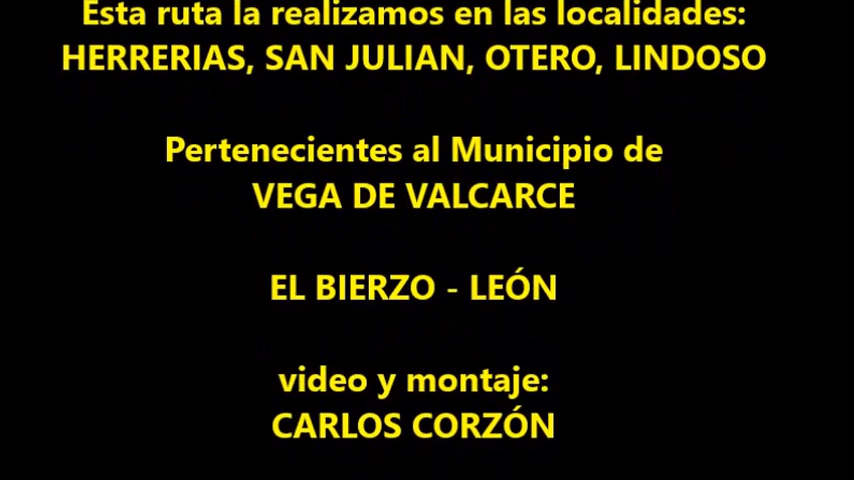 Esta ruta la realizamos en las localidades:
HERRERIAS, SAN JULIAN, OTERO, LINDOSO
Pertenecientes al Municipio de
VEGA DE VALCARCE
EL BIERZO - LEÓN
video y montaje:
CARLOS CORZÓN